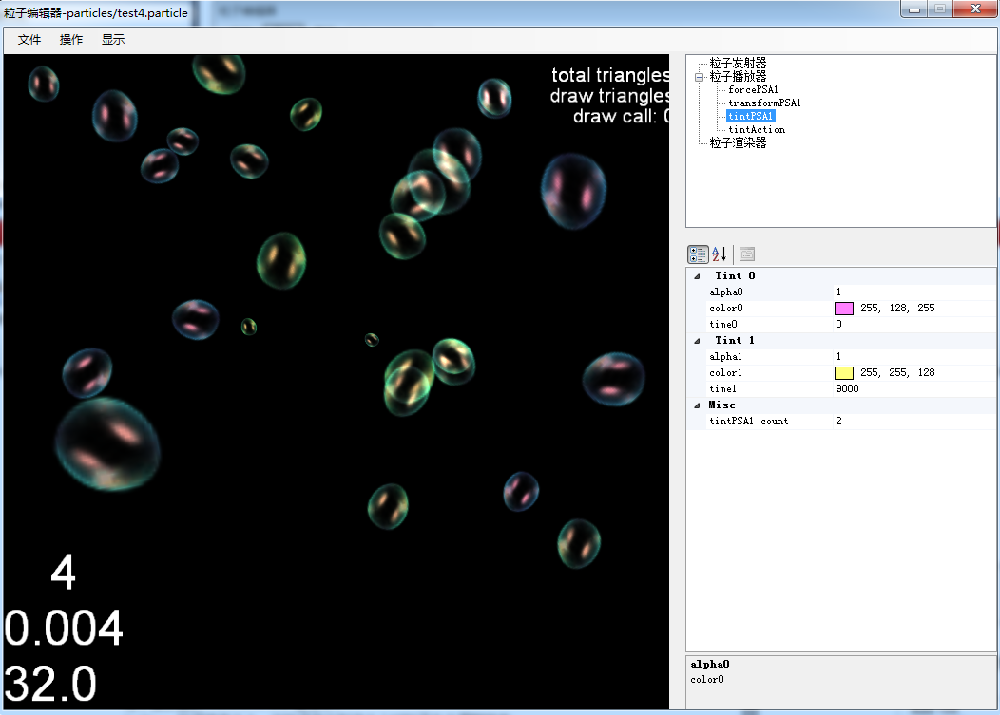 粒子编辑器-particles/test4.particle
文件 操作 显示
total triangles
draw triangles
draw call: 0
4
0.004
32.0
粒子发射器
粒子播放器
forcePSA1
transformPSA1
tintPSA1
tintAction
粒子渲染器
Tint 0
alpha0 1
color0 255, 128, 255
time0 0
Tint 1
alpha1 1
color1 255, 255, 128
time1 9000
Misc
tintPSA1 count 2
alpha0
color0